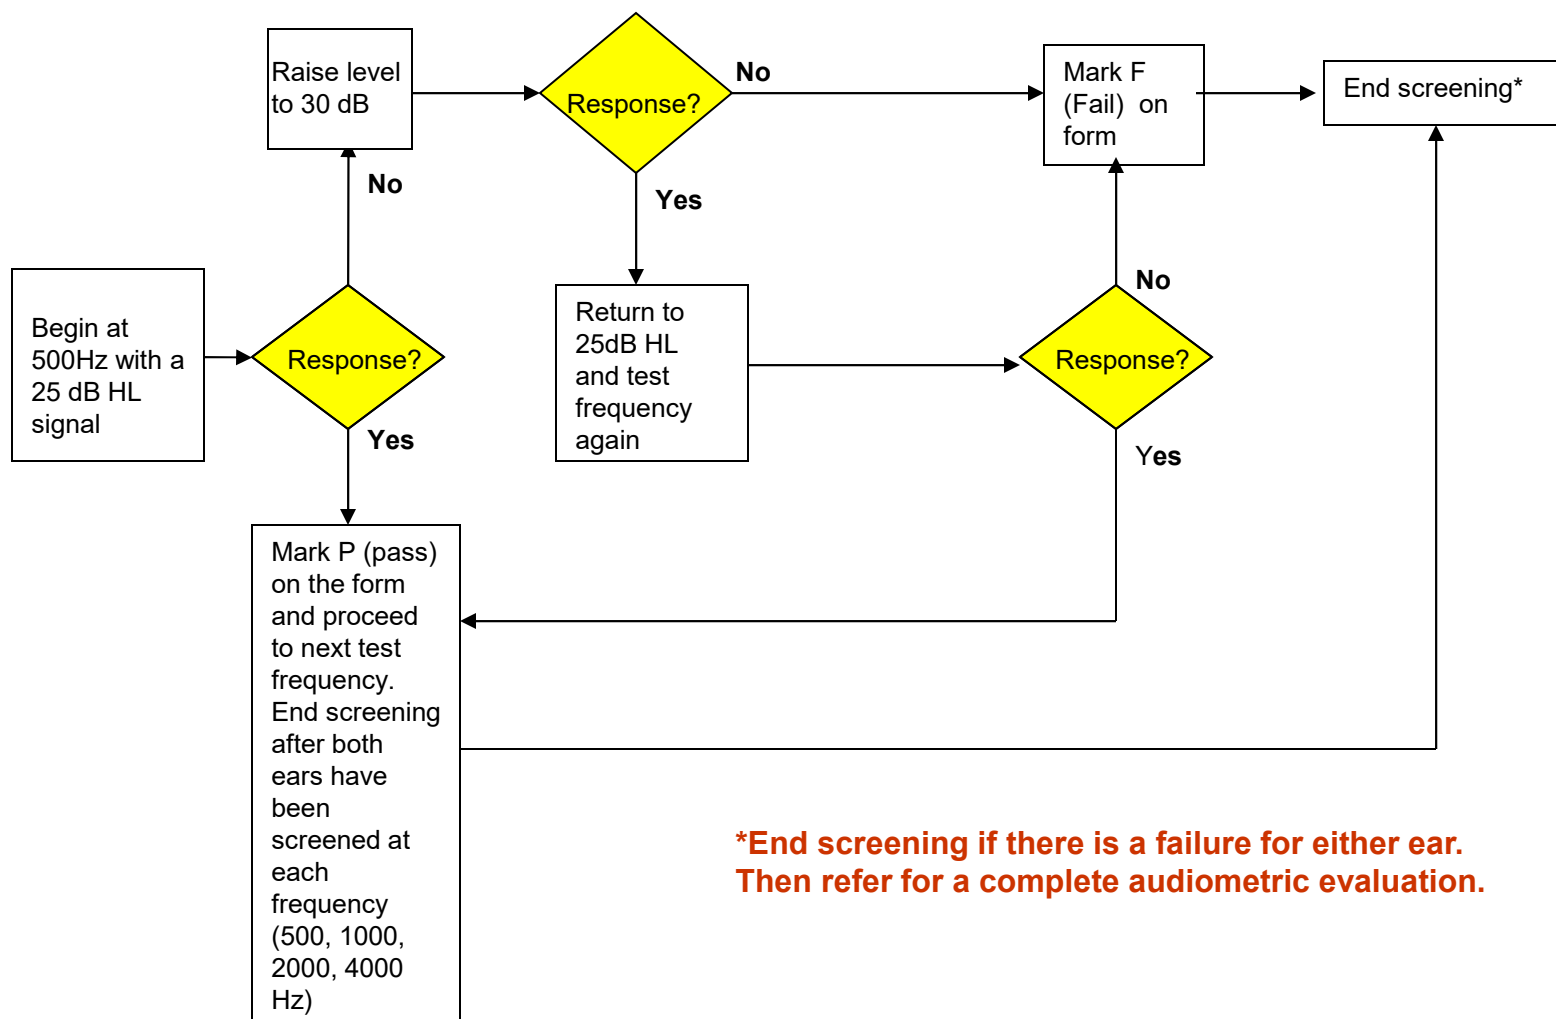 Raise level
to 30 dB
Response?
No
Mark F
(Fail)  on
form
End screening*
No
Yes
Begin at
500Hz with a
25 dB HL
signal
Response?
Yes
Return to
25dB HL
and test
frequency
again
No
Response?
Yes
Mark P (pass)
on the form
and proceed
to next test
frequency.
End screening
after both
ears have
been
screened at
each
frequency
(500, 1000,
2000, 4000
Hz)
*End screening if there is a failure for either ear.
Then refer for a complete audiometric evaluation.